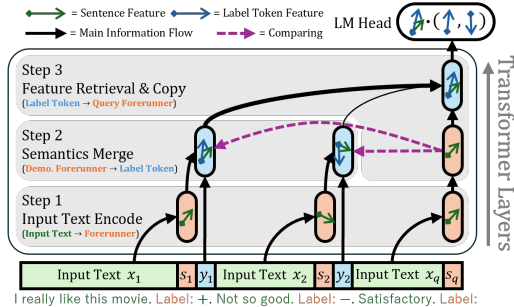 = Sentence Feature = Label Token Feature
= Main Information Flow = Comparing
LM Head
·( , )
Step 3
Feature Retrieval & Copy
(Label Token → Query Forerunner)
Step 2
Semantics Merge
(Demo. Forerunner → Label Token)
Step 1
Input Text Encode
(Input Text → Forerunner)
Transformer Layers
Input Text x₁ s₁ y₁ Input Text x₂ s₂ y₂ Input Text x_q s_q
I really like this movie. Label: +. Not so good. Label: −. Satisfactory. Label: